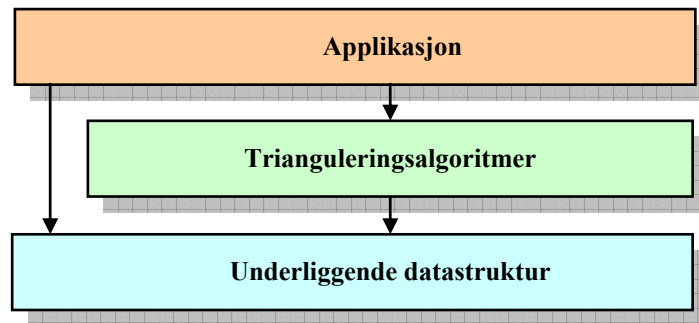 Applikasjon
Trianguleringsalgoritmer
Underliggende datastruktur